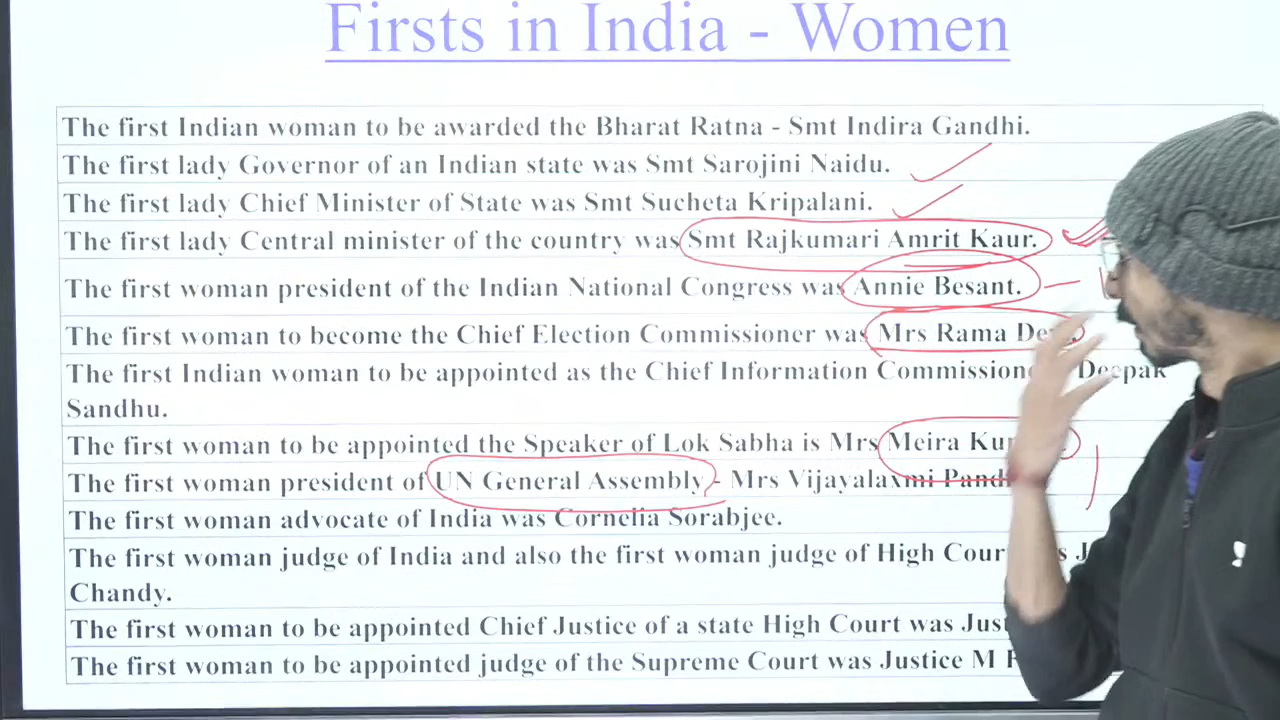 Firsts in India - Women
The first Indian woman to be awarded the Bharat Ratna - Smt Indira Gandhi.
The first lady Governor of an Indian state was Smt Sarojini Naidu.
The first lady Chief Minister of State was Smt Sucheta Kripalani.
The first lady Central minister of the country was Smt Rajkumari Amrit Kaur.
The first woman president of the Indian National Congress was Annie Besant.
The first woman to become the Chief Election Commissioner was Mrs Rama
The first Indian woman to be appointed as the Chief Information Deepak
Sandhu.
The first woman to be appointed the Speaker of Lok Sabha is Mrs Meira
The first woman president of UN General Assembly - Mrs Vijayalaxmi
The first woman advocate of India was Cornelia Sorabjee.
The first woman judge of India and also the first woman judge of High
Chandy.
The first woman to be appointed Chief Justice of a state High Court was
The first woman to be appointed judge of the Supreme Court was Justice M